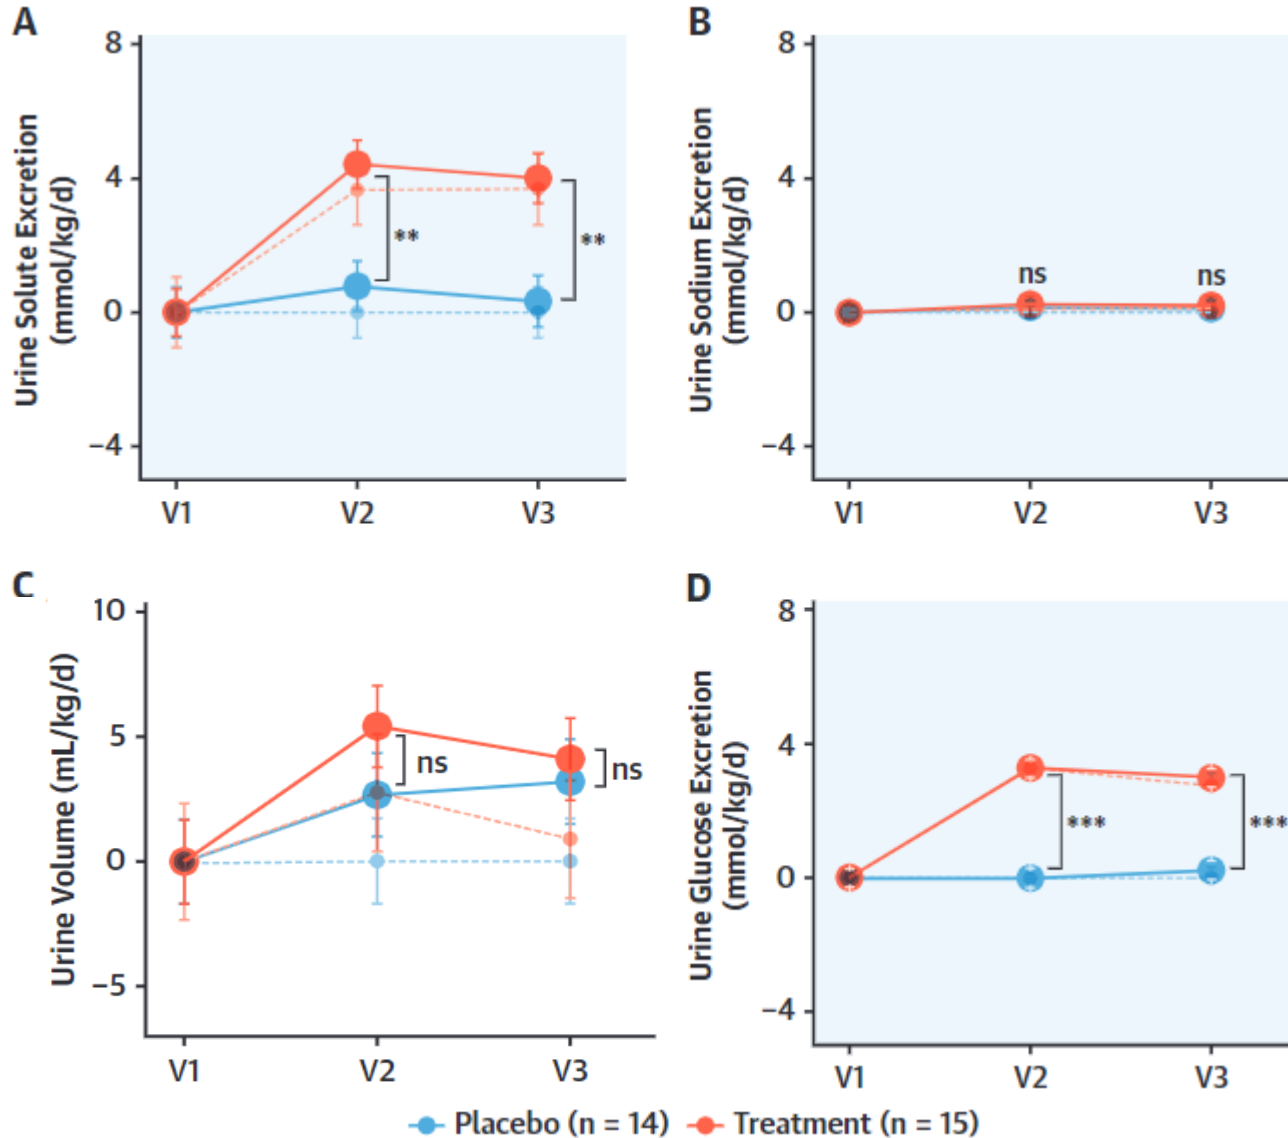 A
Urine Solute Excretion
(mmol/kg/d)
8
4
0
−4
**
**
V1 V2 V3
B
Urine Sodium Excretion
(mmol/kg/d)
8
4
0
−4
ns
ns
V1 V2 V3
C
Urine Volume (mL/kg/d)
10
5
0
−5
ns
ns
V1 V2 V3
D
Urine Glucose Excretion
(mmol/kg/d)
8
4
0
−4
***
***
V1 V2 V3
Placebo (n = 14) Treatment (n = 15)